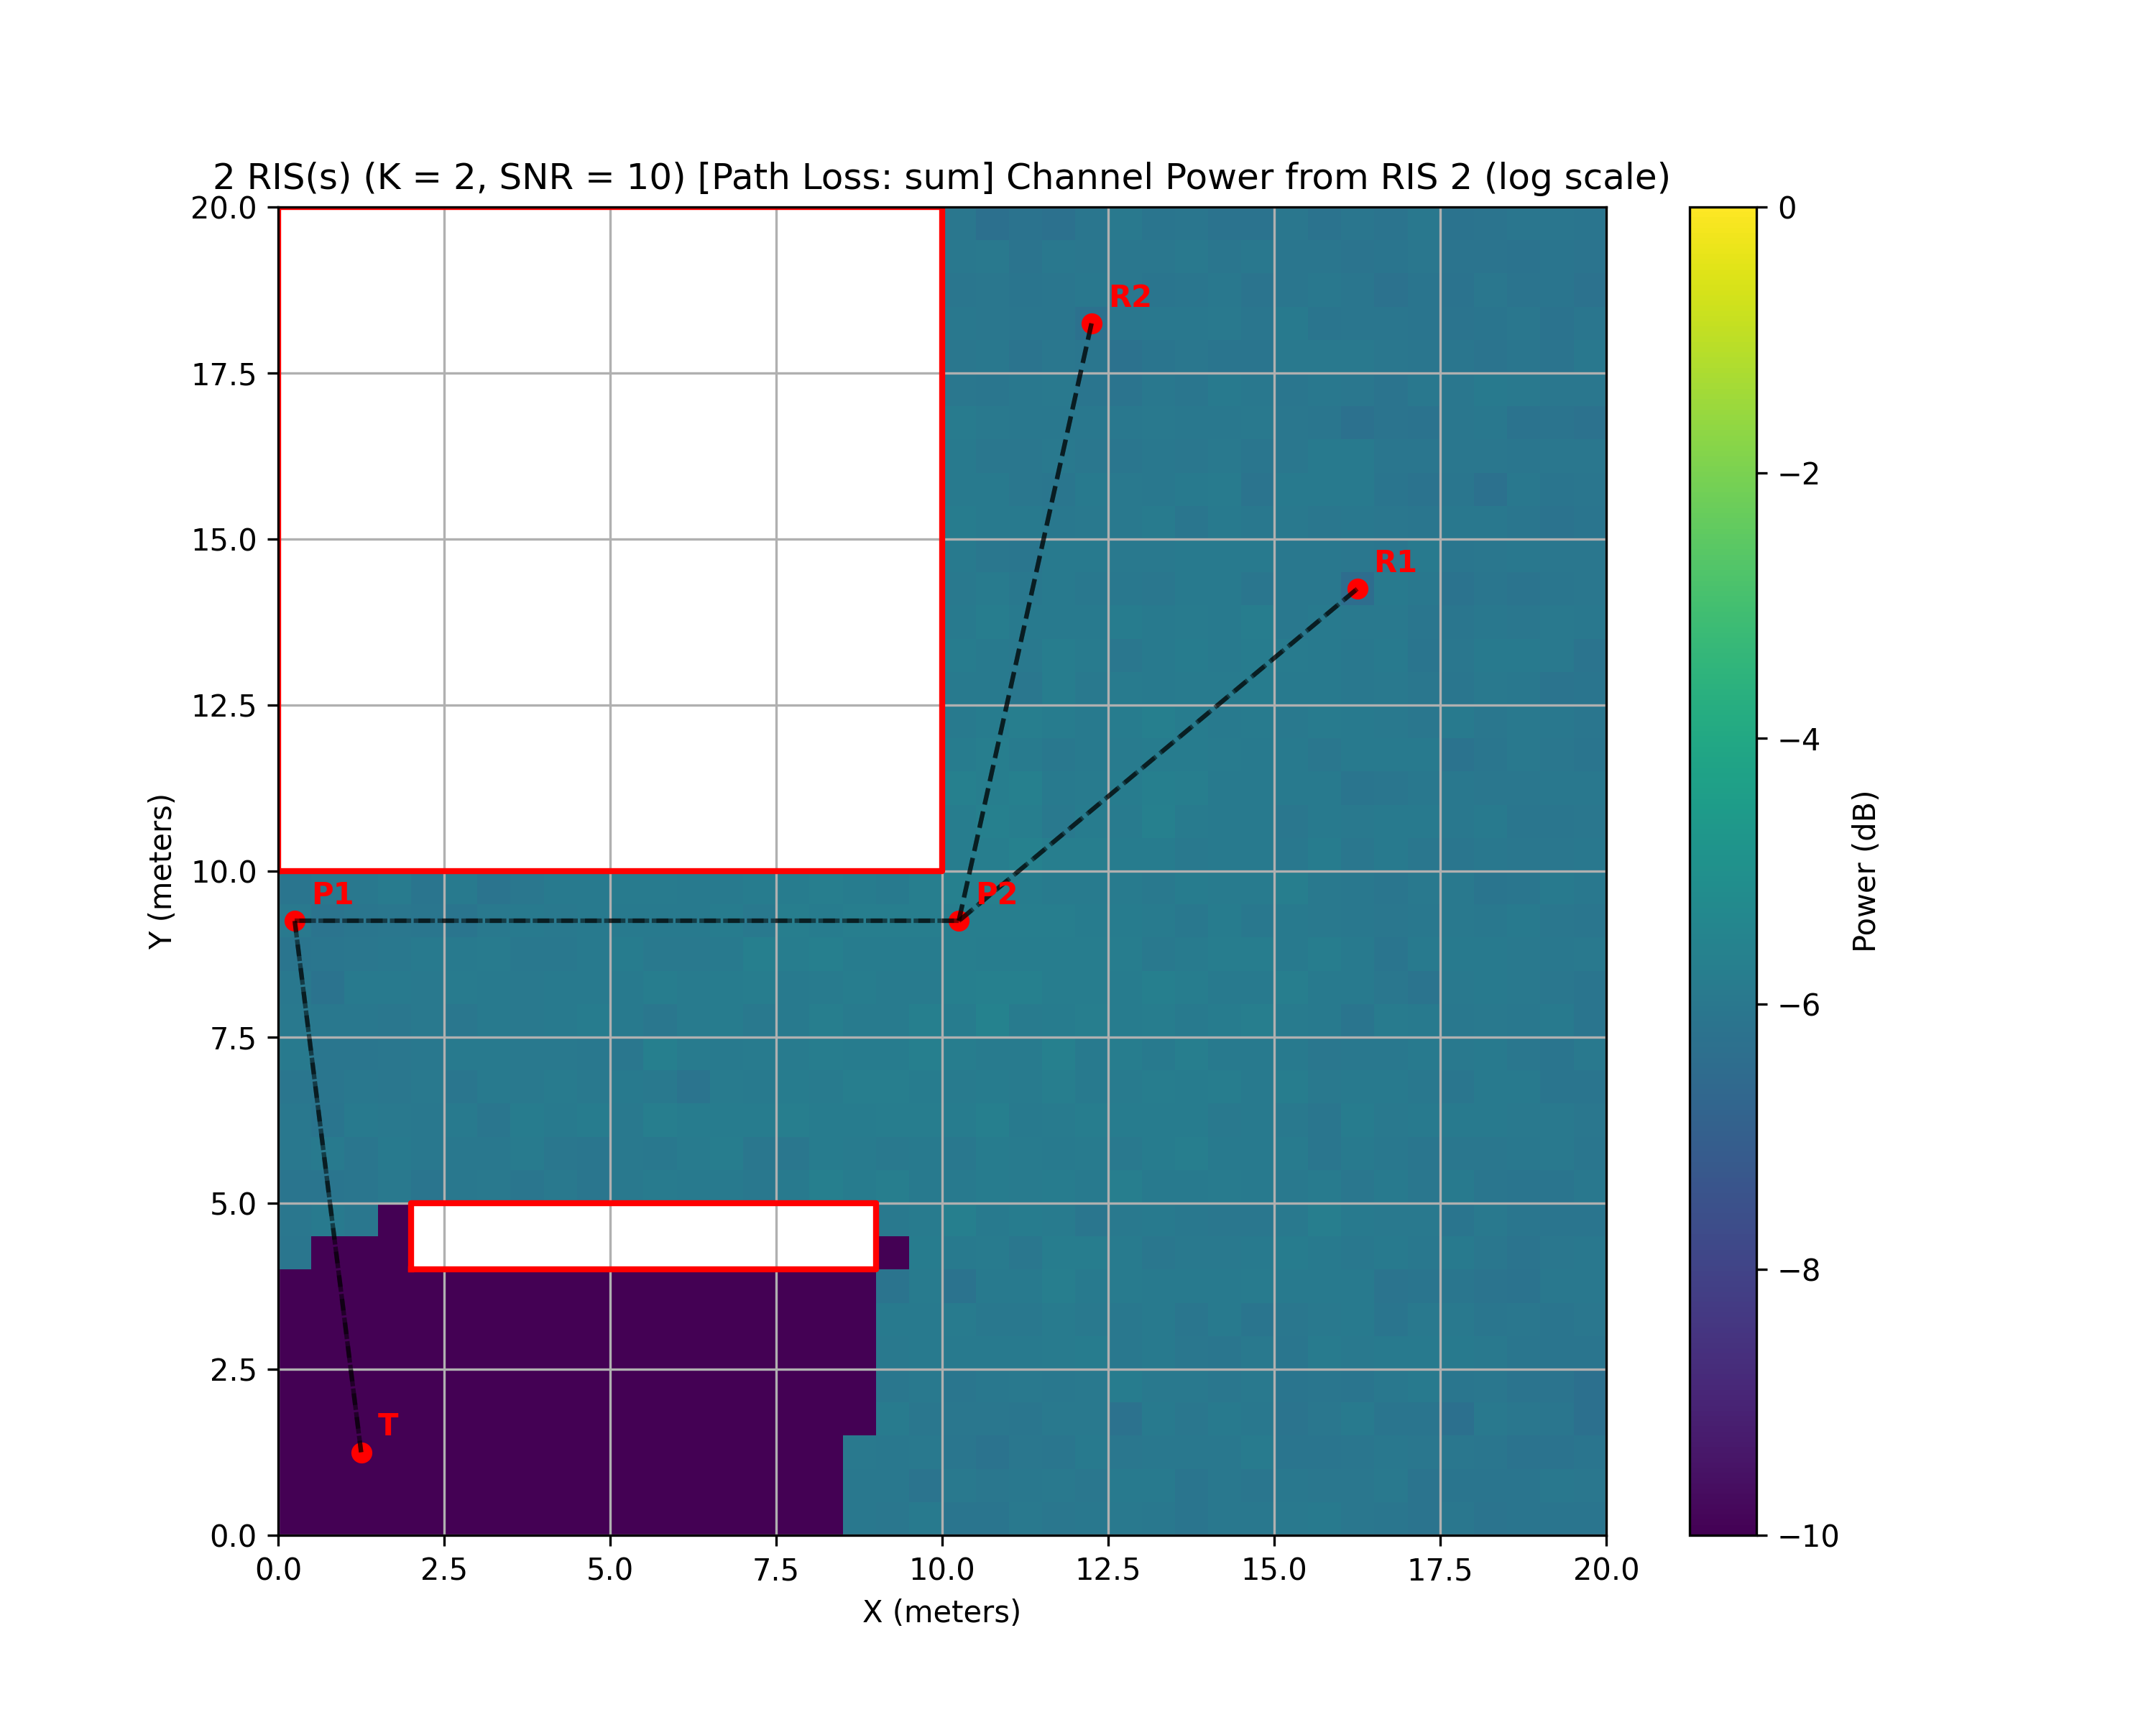 2 RIS(s) (K = 2, SNR = 10) [Path Loss: sum] Channel Power from RIS 2 (log scale)
20.0
17.5
15.0
12.5
10.0
7.5
5.0
2.5
0.0
Y (meters)
R2
R1
P1
P2
T
0.0
2.5
5.0
7.5
10.0
12.5
15.0
17.5
20.0
X (meters)
0
−2
−4
−6
−8
−10
Power (dB)